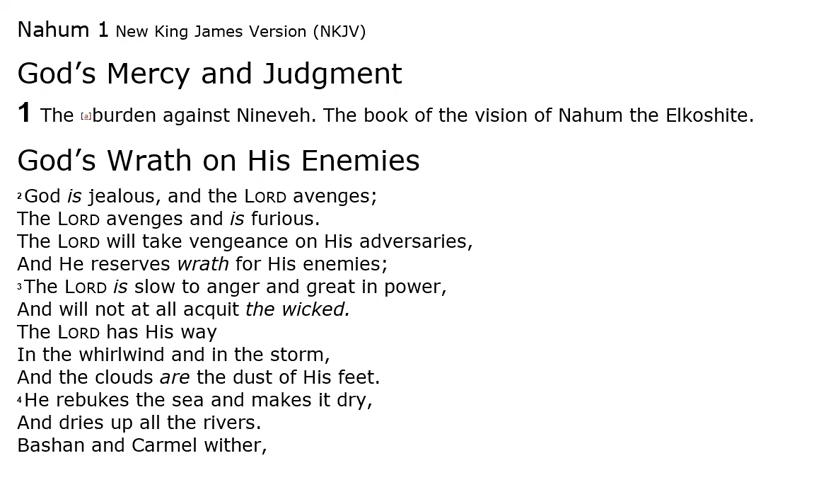 Nahum 1 New King James Version (NKJV)
God’s Mercy and Judgment
1 The [a]burden against Nineveh. The book of the vision of Nahum the Elkoshite.
God’s Wrath on His Enemies
2 God is jealous, and the LORD avenges;
The LORD avenges and is furious.
The LORD will take vengeance on His adversaries,
And He reserves wrath for His enemies;
3 The LORD is slow to anger and great in power,
And will not at all acquit the wicked.
The LORD has His way
In the whirlwind and in the storm,
And the clouds are the dust of His feet.
4 He rebukes the sea and makes it dry,
And dries up all the rivers.
Bashan and Carmel wither,